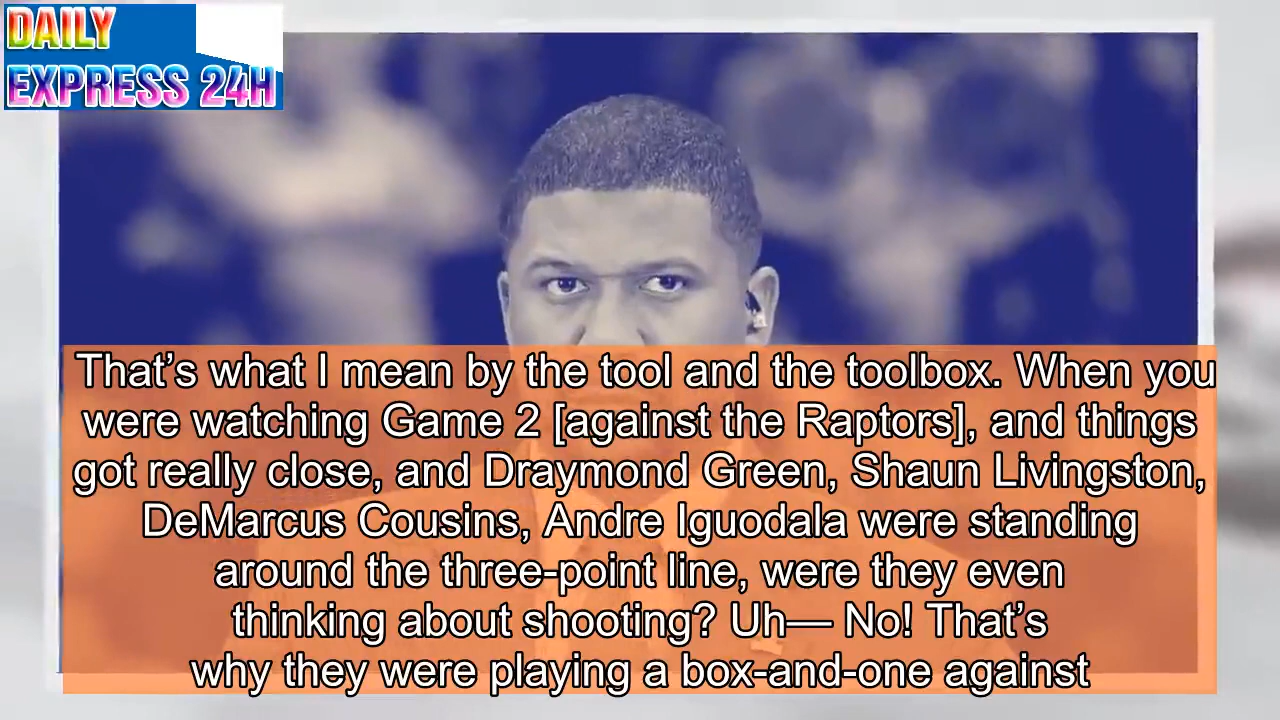 DAILY
EXPRESS 24H
That’s what I mean by the tool and the toolbox. When you
were watching Game 2 [against the Raptors], and things
got really close, and Draymond Green, Shaun Livingston,
DeMarcus Cousins, Andre Iguodala were standing
around the three-point line, were they even
thinking about shooting? Uh— No! That’s
why they were playing a box-and-one against